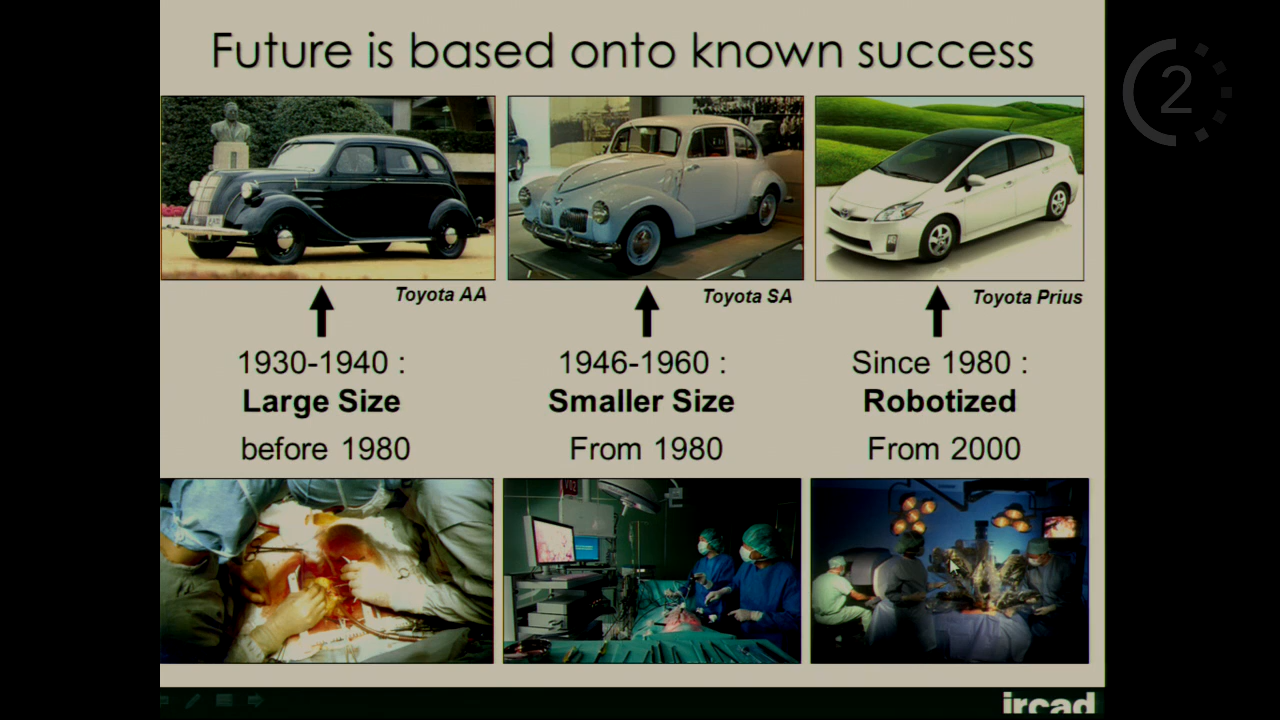 Future is based onto known success
2
Toyota AA
Toyota SA
Toyota Prius
1930-1940 :
Large Size
before 1980
1946-1960 :
Smaller Size
From 1980
Since 1980 :
Robotized
From 2000
ircad